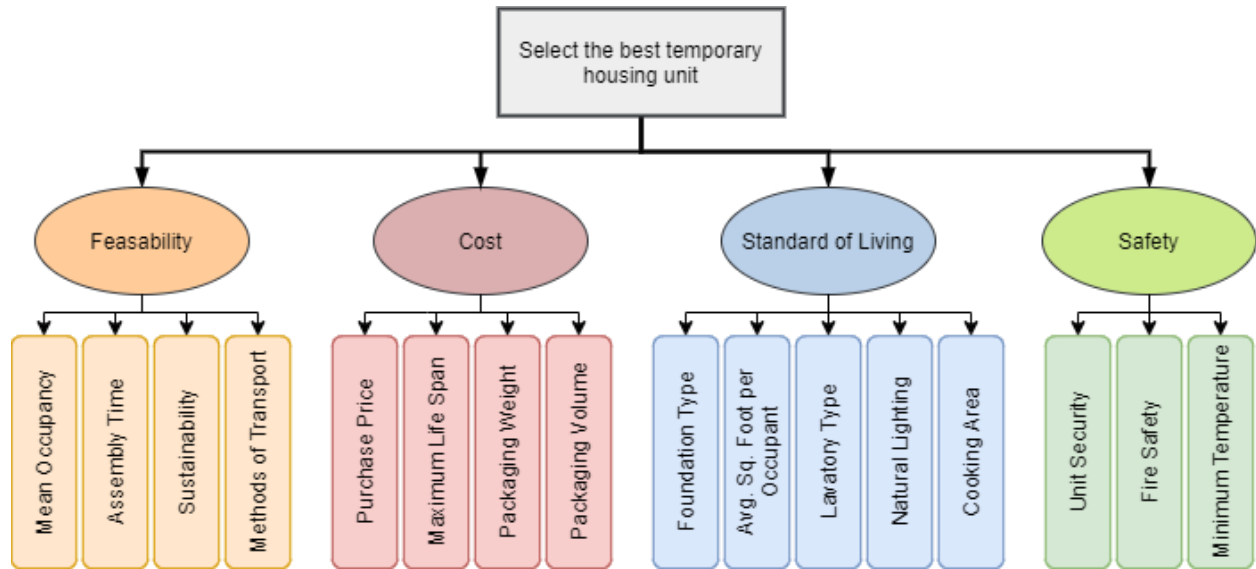 Select the best temporary
housing unit
Feasability
Cost
Standard of Living
Safety
Mean Occupancy
Assembly Time
Sustainability
Methods of Transport
Purchase Price
Maximum Life Span
Packaging Weight
Packaging Volume
Foundation Type
Avg. Sq. Foot per
Occupant
Lavatory Type
Natural Lighting
Cooking Area
Unit Security
Fire Safety
Minimum Temperature